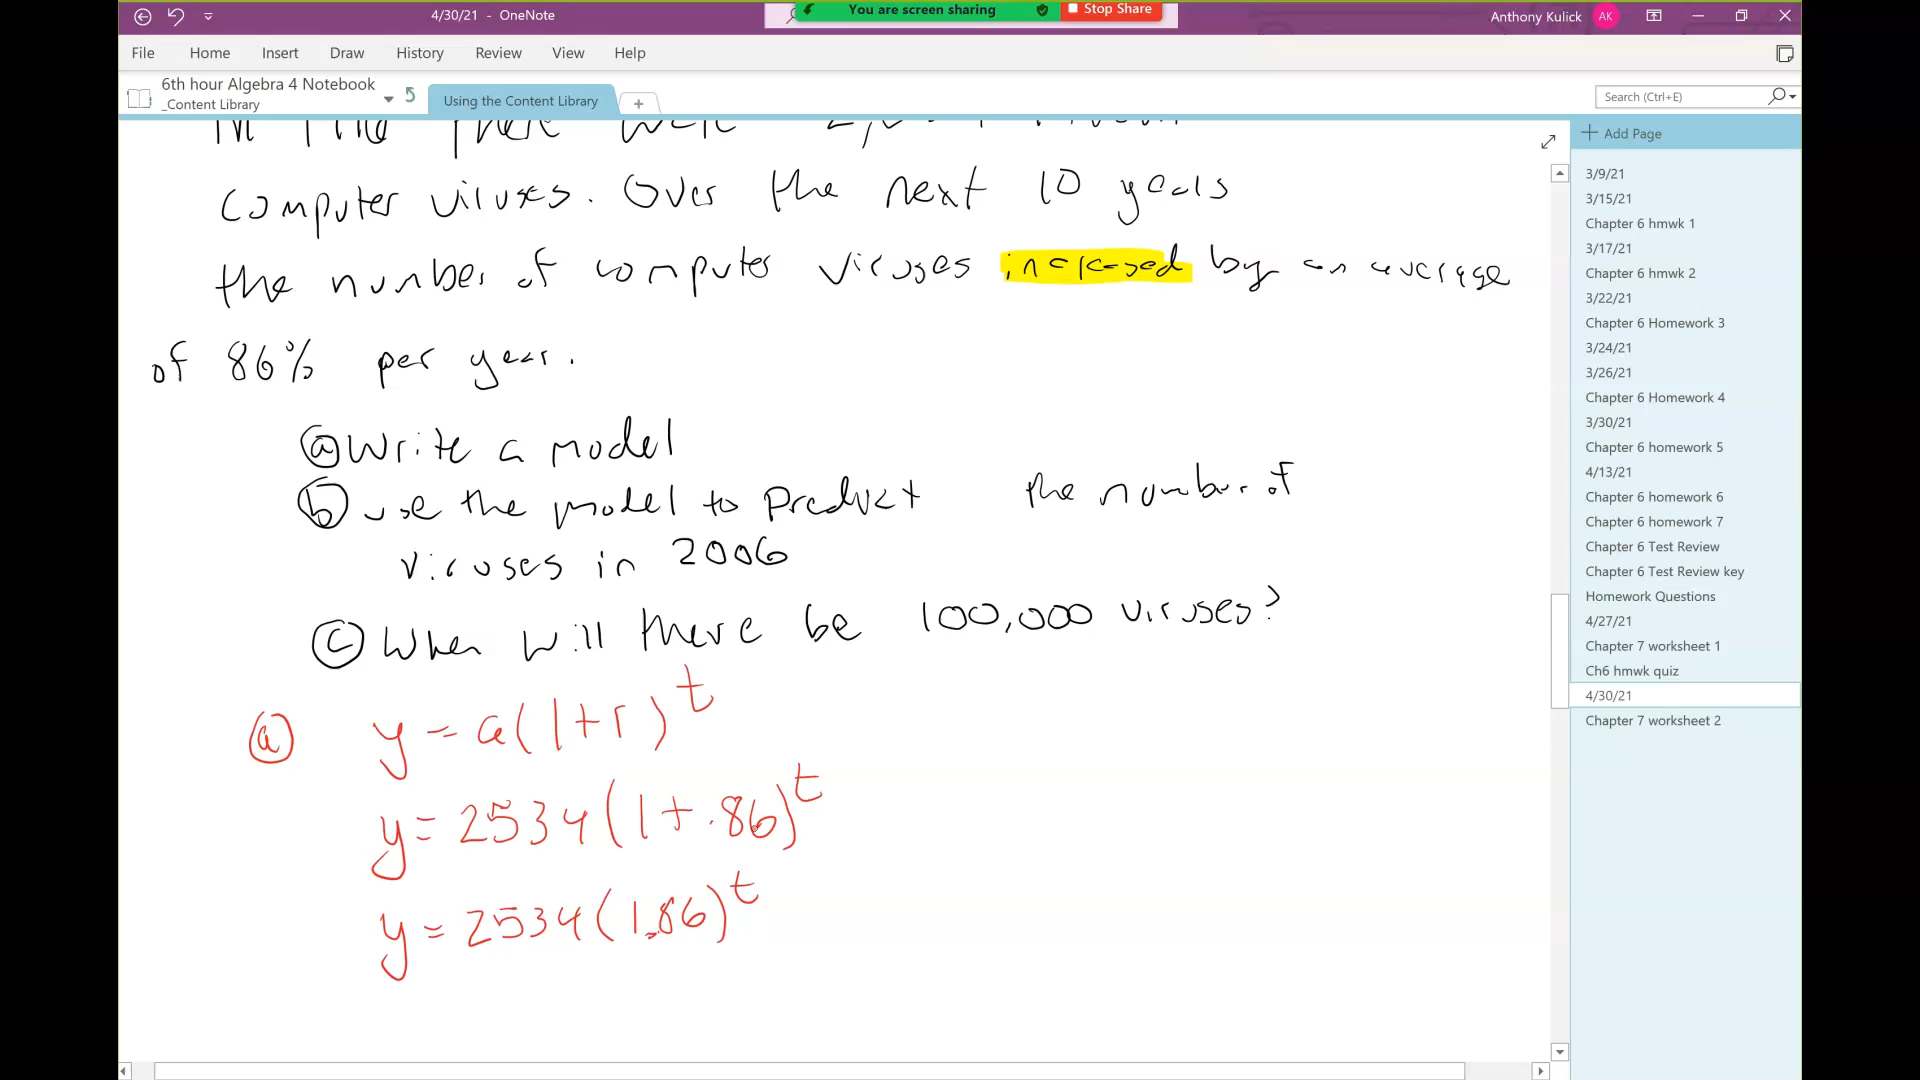 4/30/21 - OneNote
You are screen sharing
Stop Share
Anthony Kulick AK
File Home Insert Draw History Review View Help
6th hour Algebra 4 Notebook
_Content Library
Using the Content Library
Search (Ctrl+E)
Add Page
there were
computer viruses. Over the next 10 years
the number of computer viruses increased by an average
of 86% per year.
ⓐ Write a model
ⓑ use the model to predict the number of
viruses in 2006
ⓒ When will there be 100,000 viruses?
ⓐ y = a(1+r)^t
y = 2534(1+.86)^t
y = 2534(1.86)^t
3/9/21
3/15/21
Chapter 6 hmwk 1
3/17/21
Chapter 6 hmwk 2
3/22/21
Chapter 6 Homework 3
3/24/21
3/26/21
Chapter 6 Homework 4
3/30/21
Chapter 6 homework 5
4/13/21
Chapter 6 homework 6
Chapter 6 homework 7
Chapter 6 Test Review
Chapter 6 Test Review key
Homework Questions
4/27/21
Chapter 7 worksheet 1
Ch6 hmwk quiz
4/30/21
Chapter 7 worksheet 2